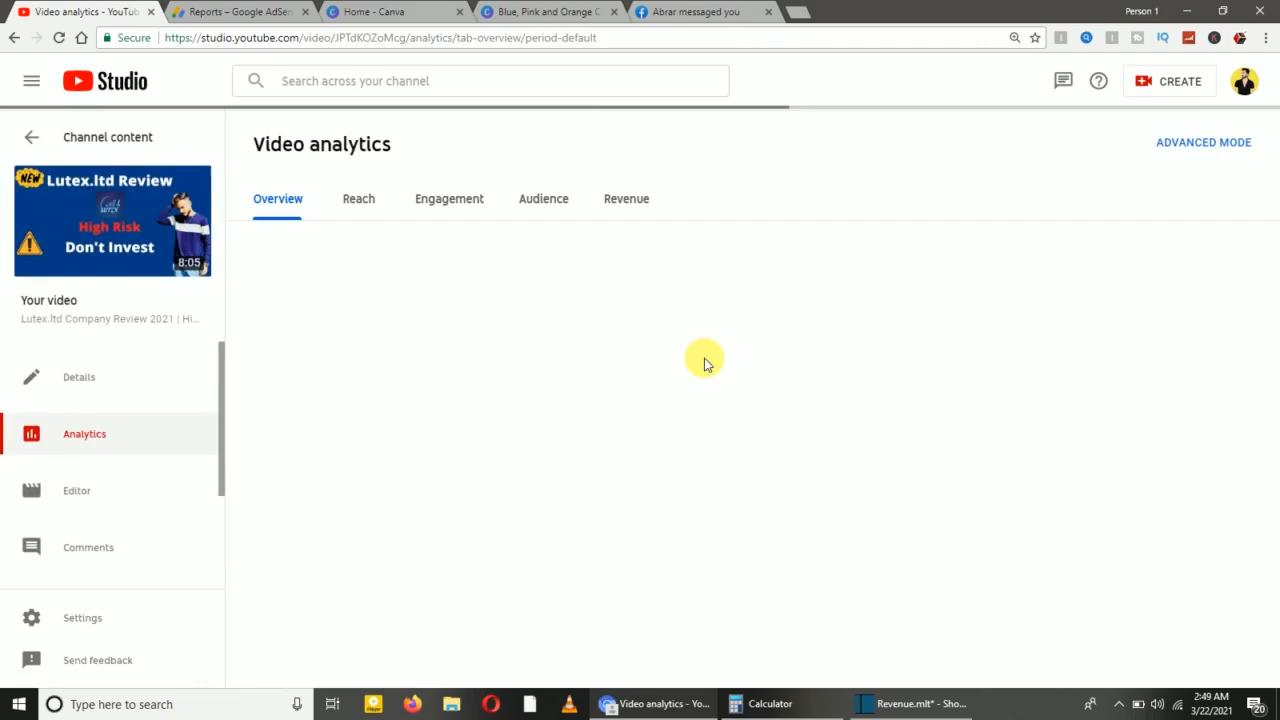 Video analytics - YouTub
Reports – Google AdSen
Home - Canva
Blue, Pink and Orange C
Abrar messaged you
Person 1
Secure
https://studio.youtube.com/video/JPTdKOZoMcg/analytics/tab-overview/period-default
Studio
Search across your channel
CREATE
Channel content
Video analytics
ADVANCED MODE
NEW
Lutex.ltd Review
LUTEX
High Risk
Don't Invest
8:05
Overview
Reach
Engagement
Audience
Revenue
Your video
Lutex.ltd Company Review 2021 | Hi...
Details
Analytics
Editor
Comments
Settings
Send feedback
Type here to search
Video analytics - Yo...
Calculator
Revenue.mlt* - Sho...
2:49 AM
3/22/2021
20